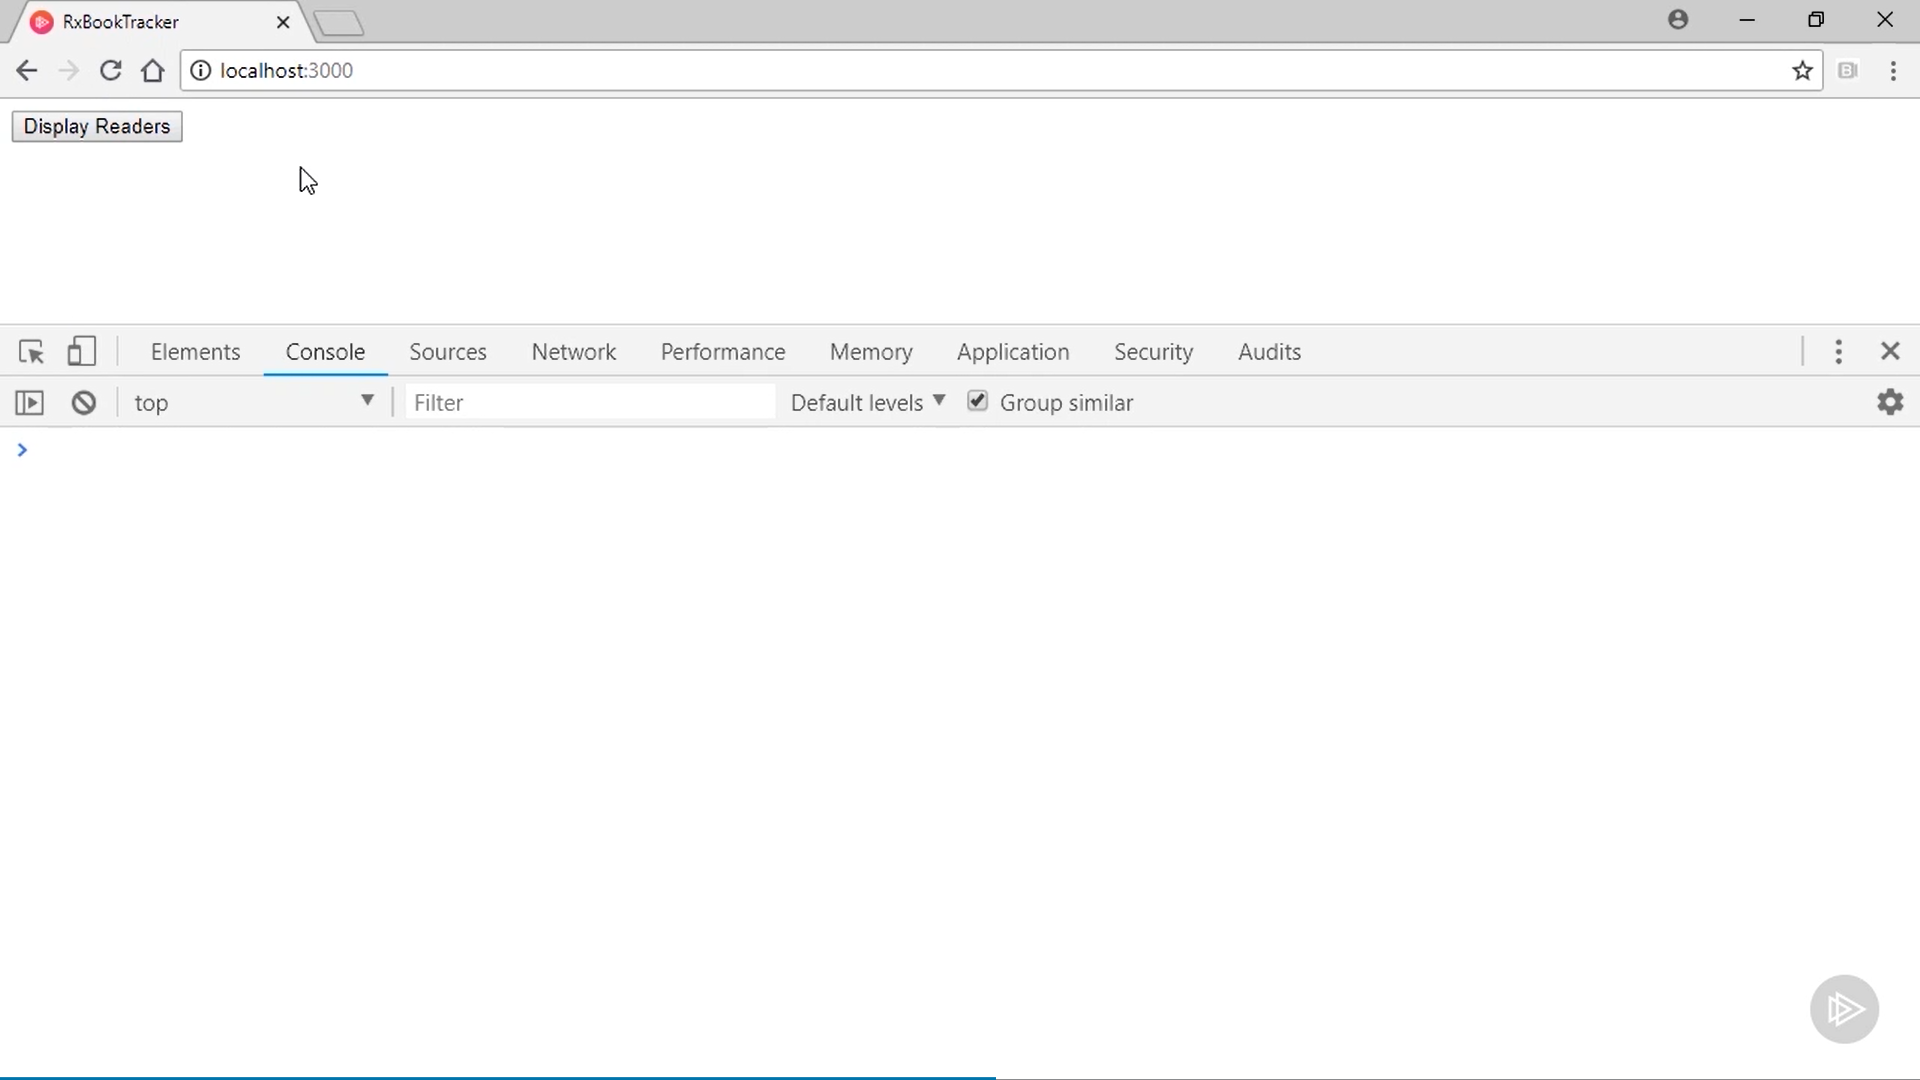 RxBookTracker
localhost:3000
Display Readers
Elements Console Sources Network Performance Memory Application Security Audits
top Filter Default levels Group similar